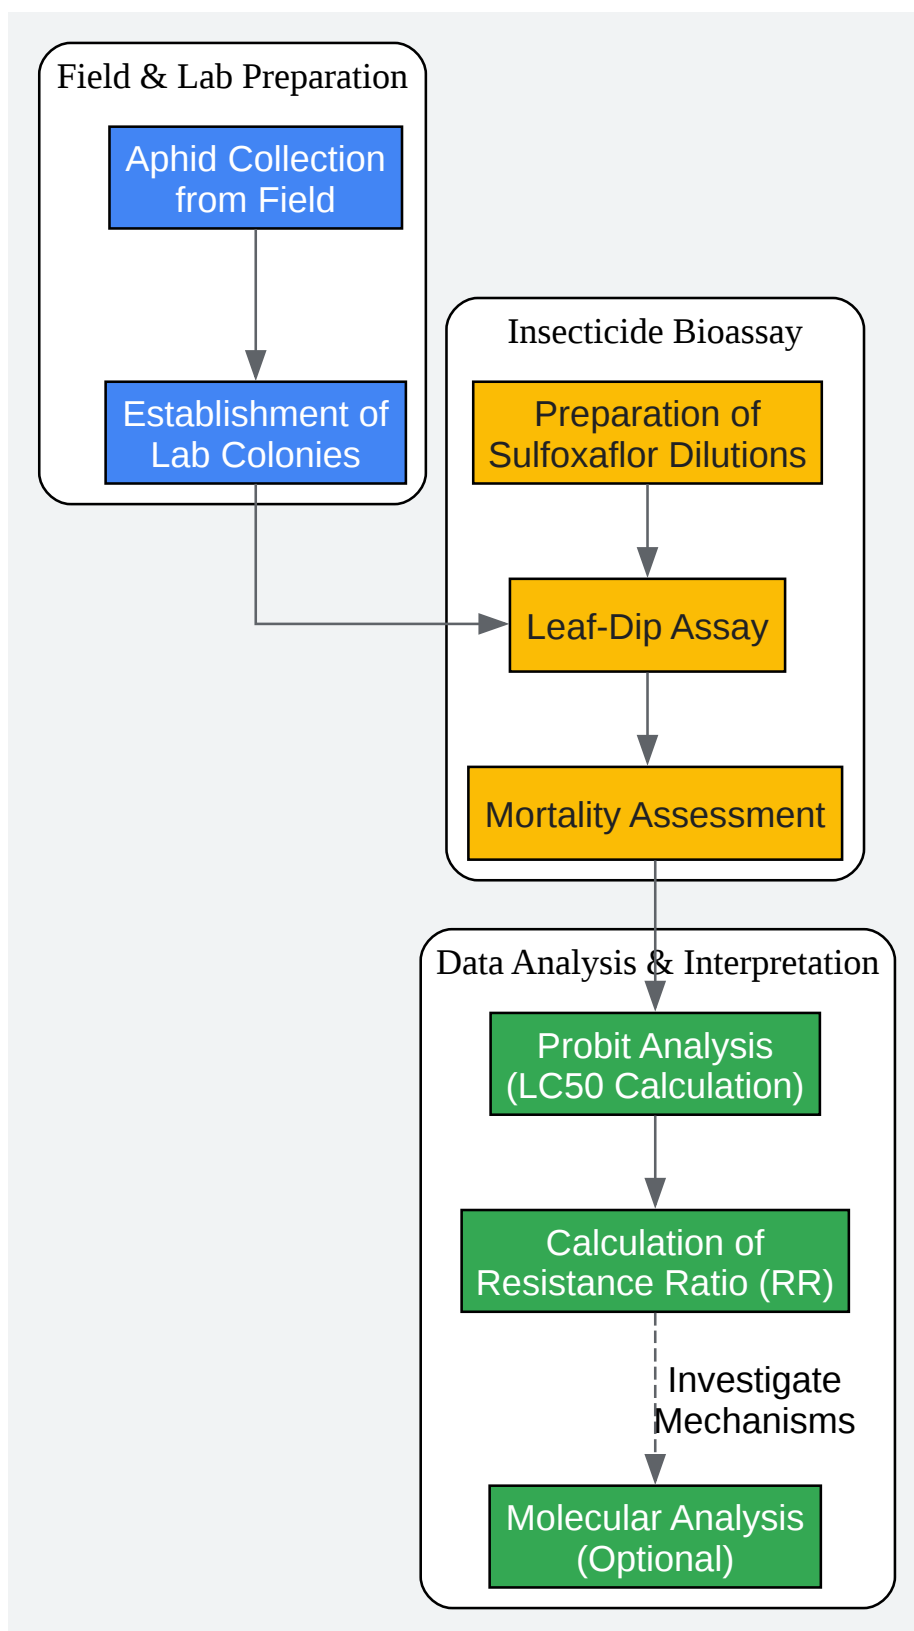 Field & Lab Preparation
Aphid Collection
from Field
Establishment of
Lab Colonies
Insecticide Bioassay
Preparation of
Sulfoxaflor Dilutions
Leaf-Dip Assay
Mortality Assessment
Data Analysis & Interpretation
Probit Analysis
(LC50 Calculation)
Calculation of
Resistance Ratio (RR)
Investigate
Mechanisms
Molecular Analysis
(Optional)